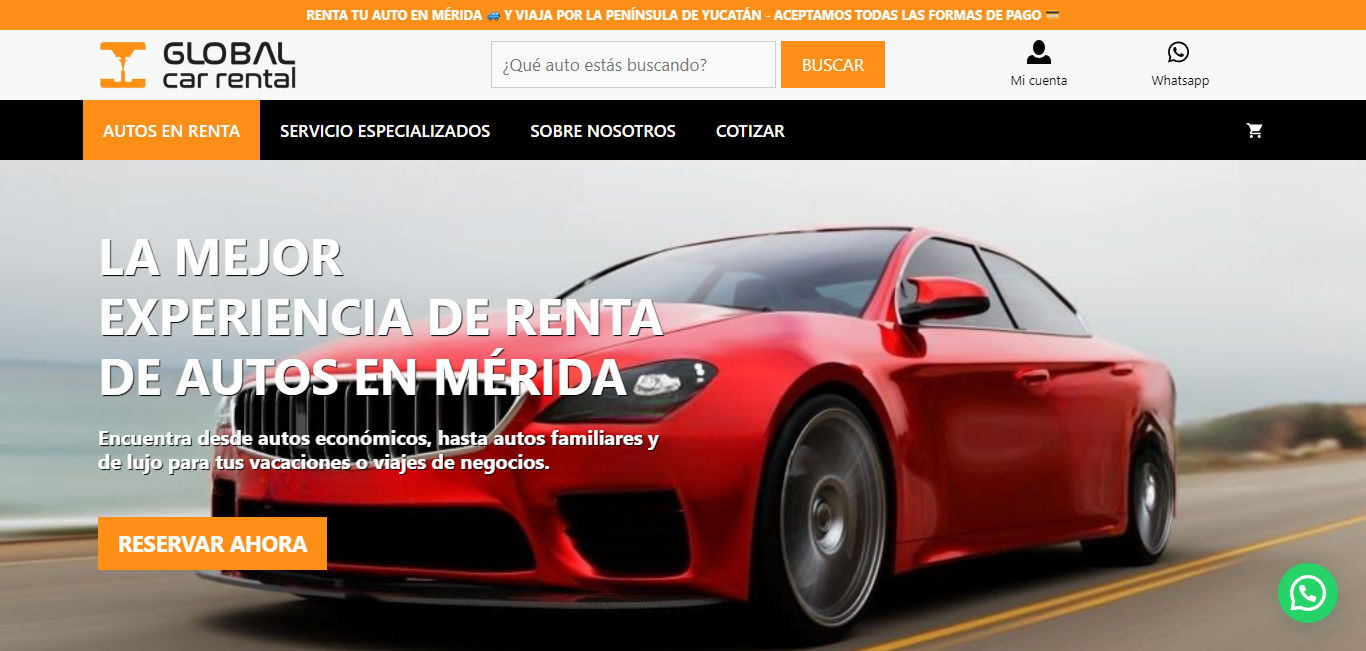 RENTA TU AUTO EN MÉRIDA 🚙 Y VIAJA POR LA PENÍNSULA DE YUCATÁN - ACEPTAMOS TODAS LAS FORMAS DE PAGO 💳
GLOBAL
car rental
¿Qué auto estás buscando?
BUSCAR
Mi cuenta
Whatsapp
AUTOS EN RENTA
SERVICIO ESPECIALIZADOS
SOBRE NOSOTROS
COTIZAR
LA MEJOR
EXPERIENCIA DE RENTA
DE AUTOS EN MÉRIDA
Encuentra desde autos económicos, hasta autos familiares y
de lujo para tus vacaciones o viajes de negocios.
RESERVAR AHORA